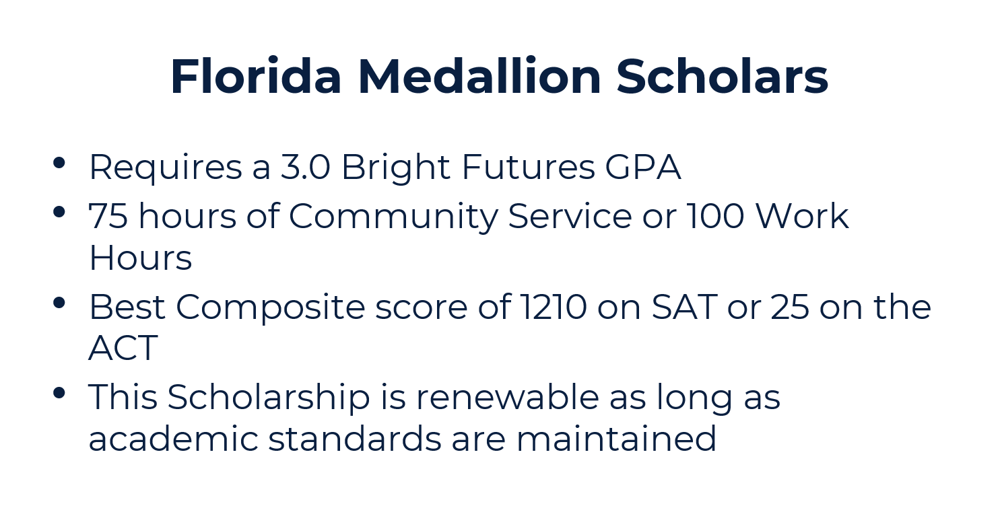 Florida Medallion Scholars
• Requires a 3.0 Bright Futures GPA
• 75 hours of Community Service or 100 Work
Hours
• Best Composite score of 1210 on SAT or 25 on the
ACT
• This Scholarship is renewable as long as
academic standards are maintained